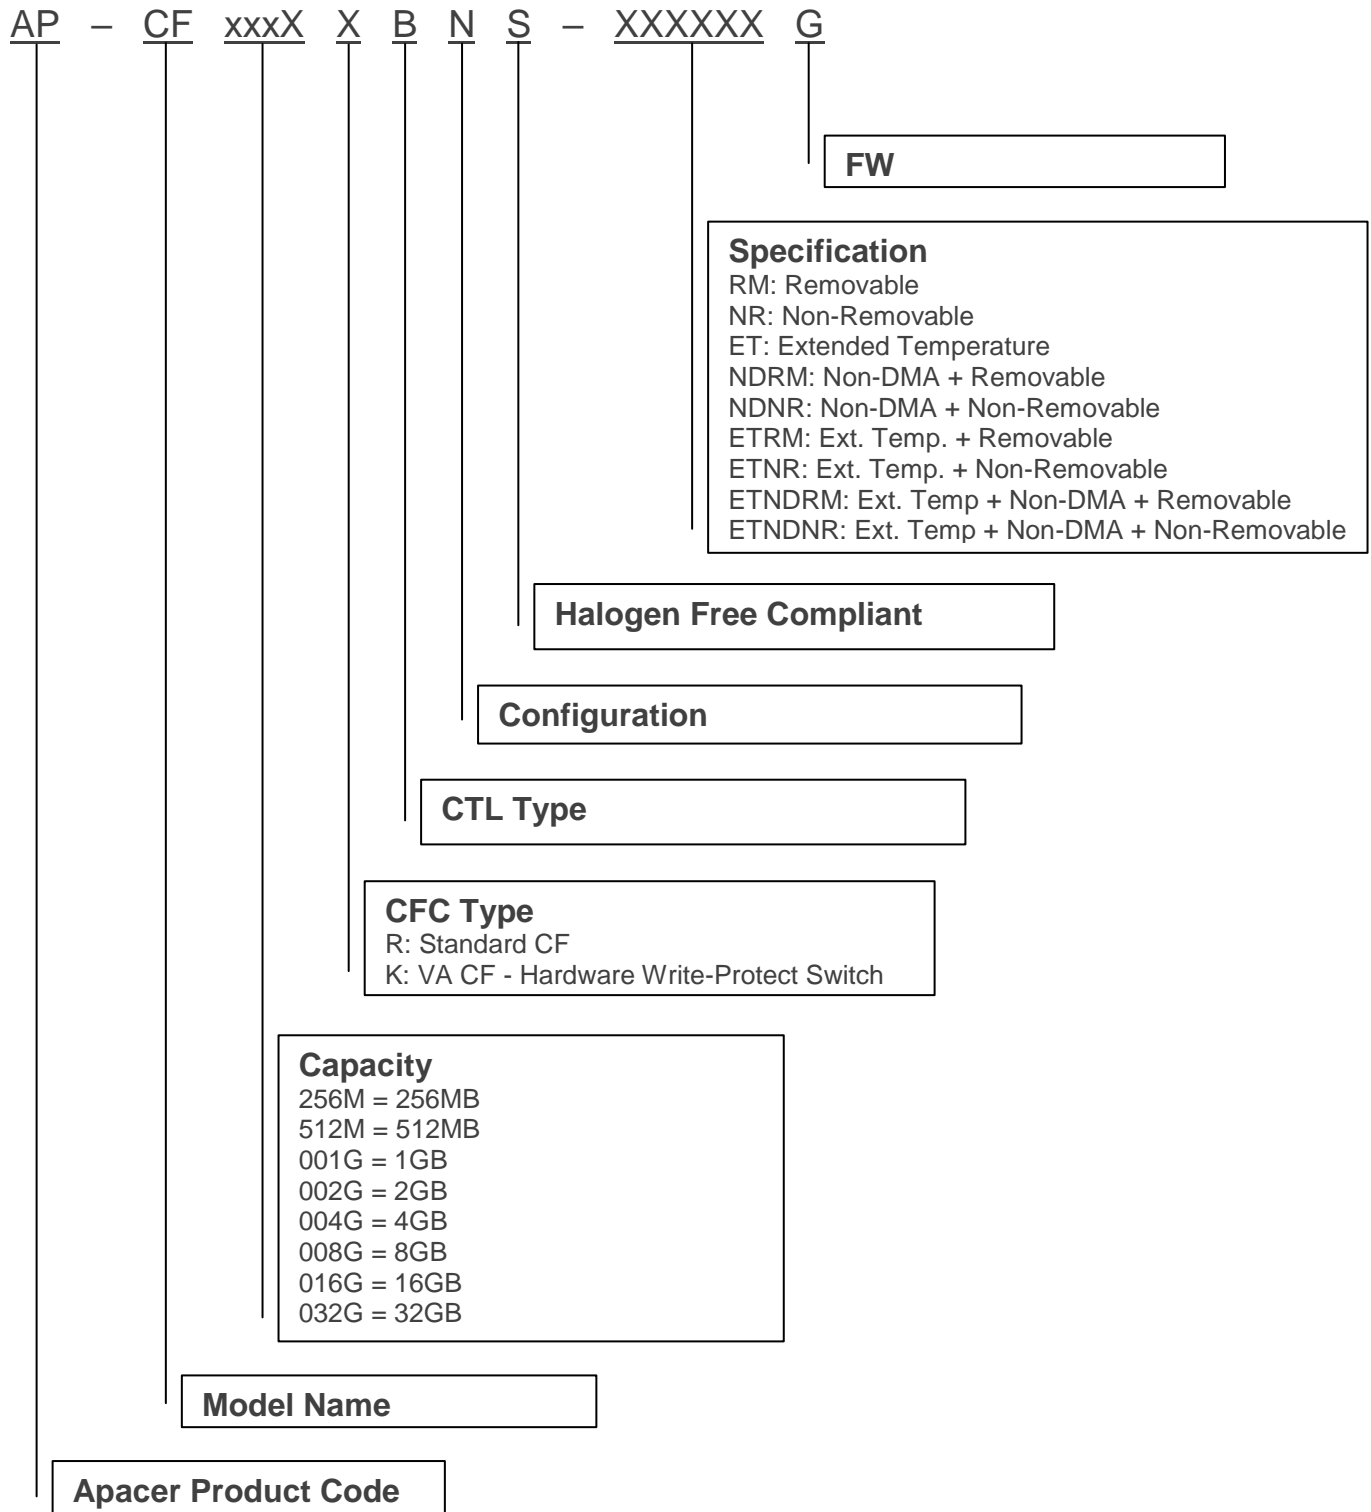 AP – CF xxxX X B N S – XXXXXX G
FW
Specification
RM: Removable
NR: Non-Removable
ET: Extended Temperature
NDRM: Non-DMA + Removable
NDNR: Non-DMA + Non-Removable
ETRM: Ext. Temp. + Removable
ETNR: Ext. Temp. + Non-Removable
ETNDRM: Ext. Temp + Non-DMA + Removable
ETNDNR: Ext. Temp + Non-DMA + Non-Removable
Halogen Free Compliant
Configuration
CTL Type
CFC Type
R: Standard CF
K: VA CF - Hardware Write-Protect Switch
Capacity
256M = 256MB
512M = 512MB
001G = 1GB
002G = 2GB
004G = 4GB
008G = 8GB
016G = 16GB
032G = 32GB
Model Name
Apacer Product Code